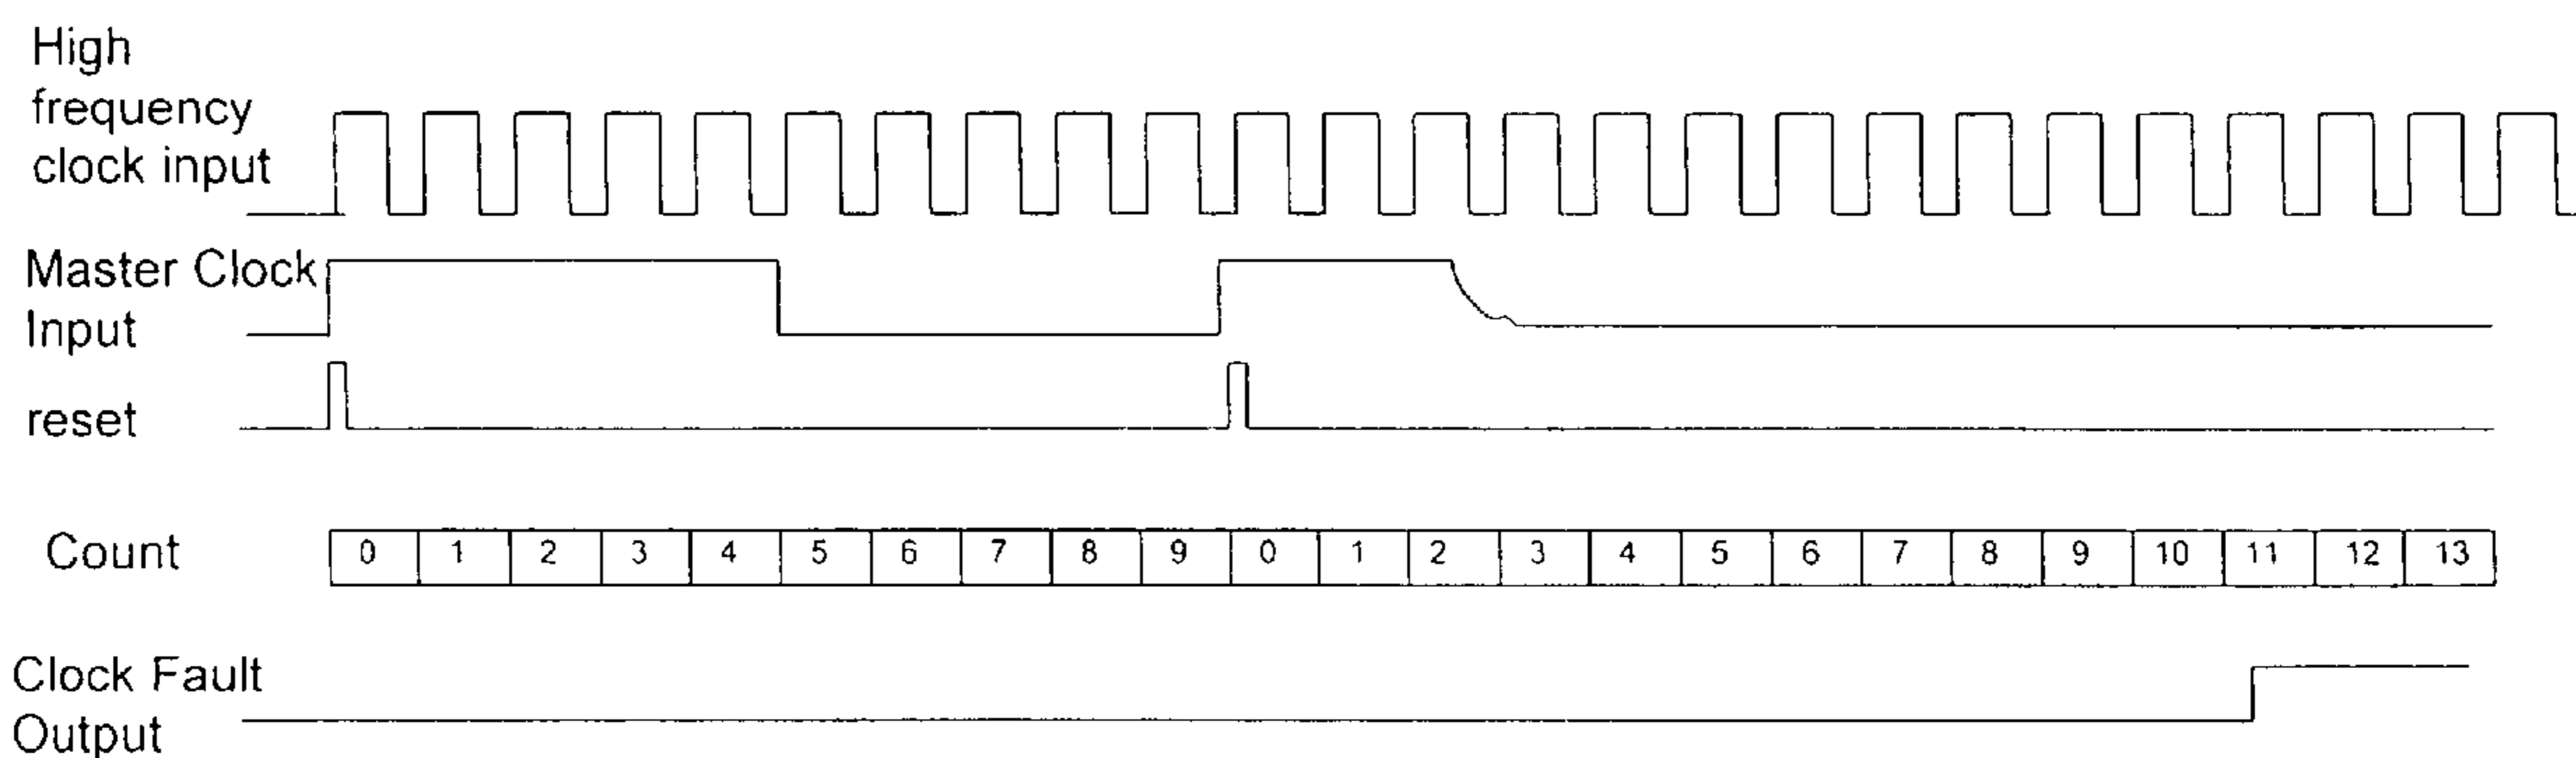 High
frequency
clock input
Master Clock
Input
reset
Count 0 1 2 3 4 5 6 7 8 9 0 1 2 3 4 5 6 7 8 9 10 11 12 13
Clock Fault
Output